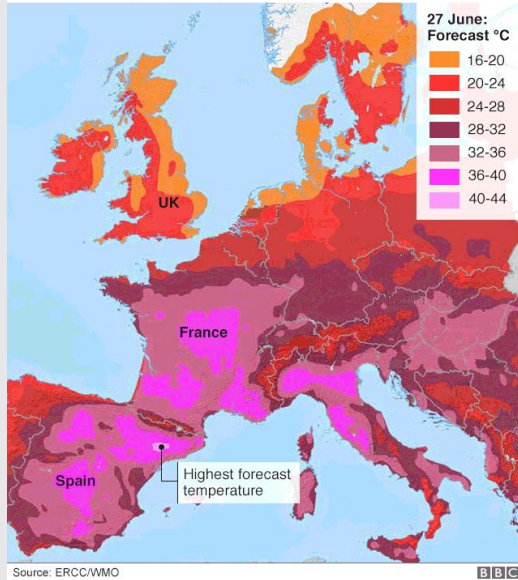 27 June:
Forecast °C
16-20
20-24
24-28
28-32
32-36
36-40
40-44
UK
France
Spain
Highest forecast
temperature
Source: ERCC/WMO
BBC